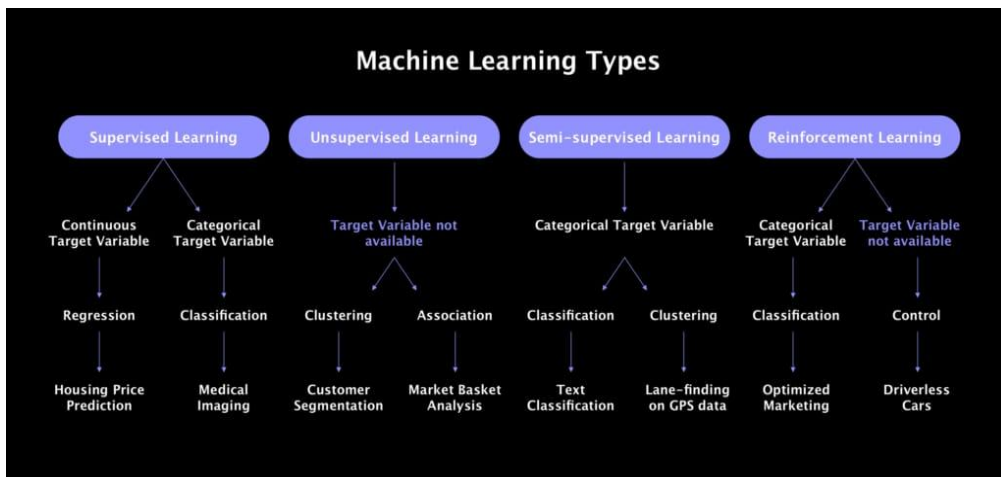 Machine Learning Types
Supervised Learning
Unsupervised Learning
Semi-supervised Learning
Reinforcement Learning
Continuous
Target Variable
Categorical
Target Variable
Target Variable not
available
Categorical Target Variable
Categorical
Target Variable
Target Variable
not available
Regression
Classification
Clustering
Association
Classification
Clustering
Classification
Control
Housing Price
Prediction
Medical
Imaging
Customer
Segmentation
Market Basket
Analysis
Text
Classification
Lane-finding
on GPS data
Optimized
Marketing
Driverless
Cars